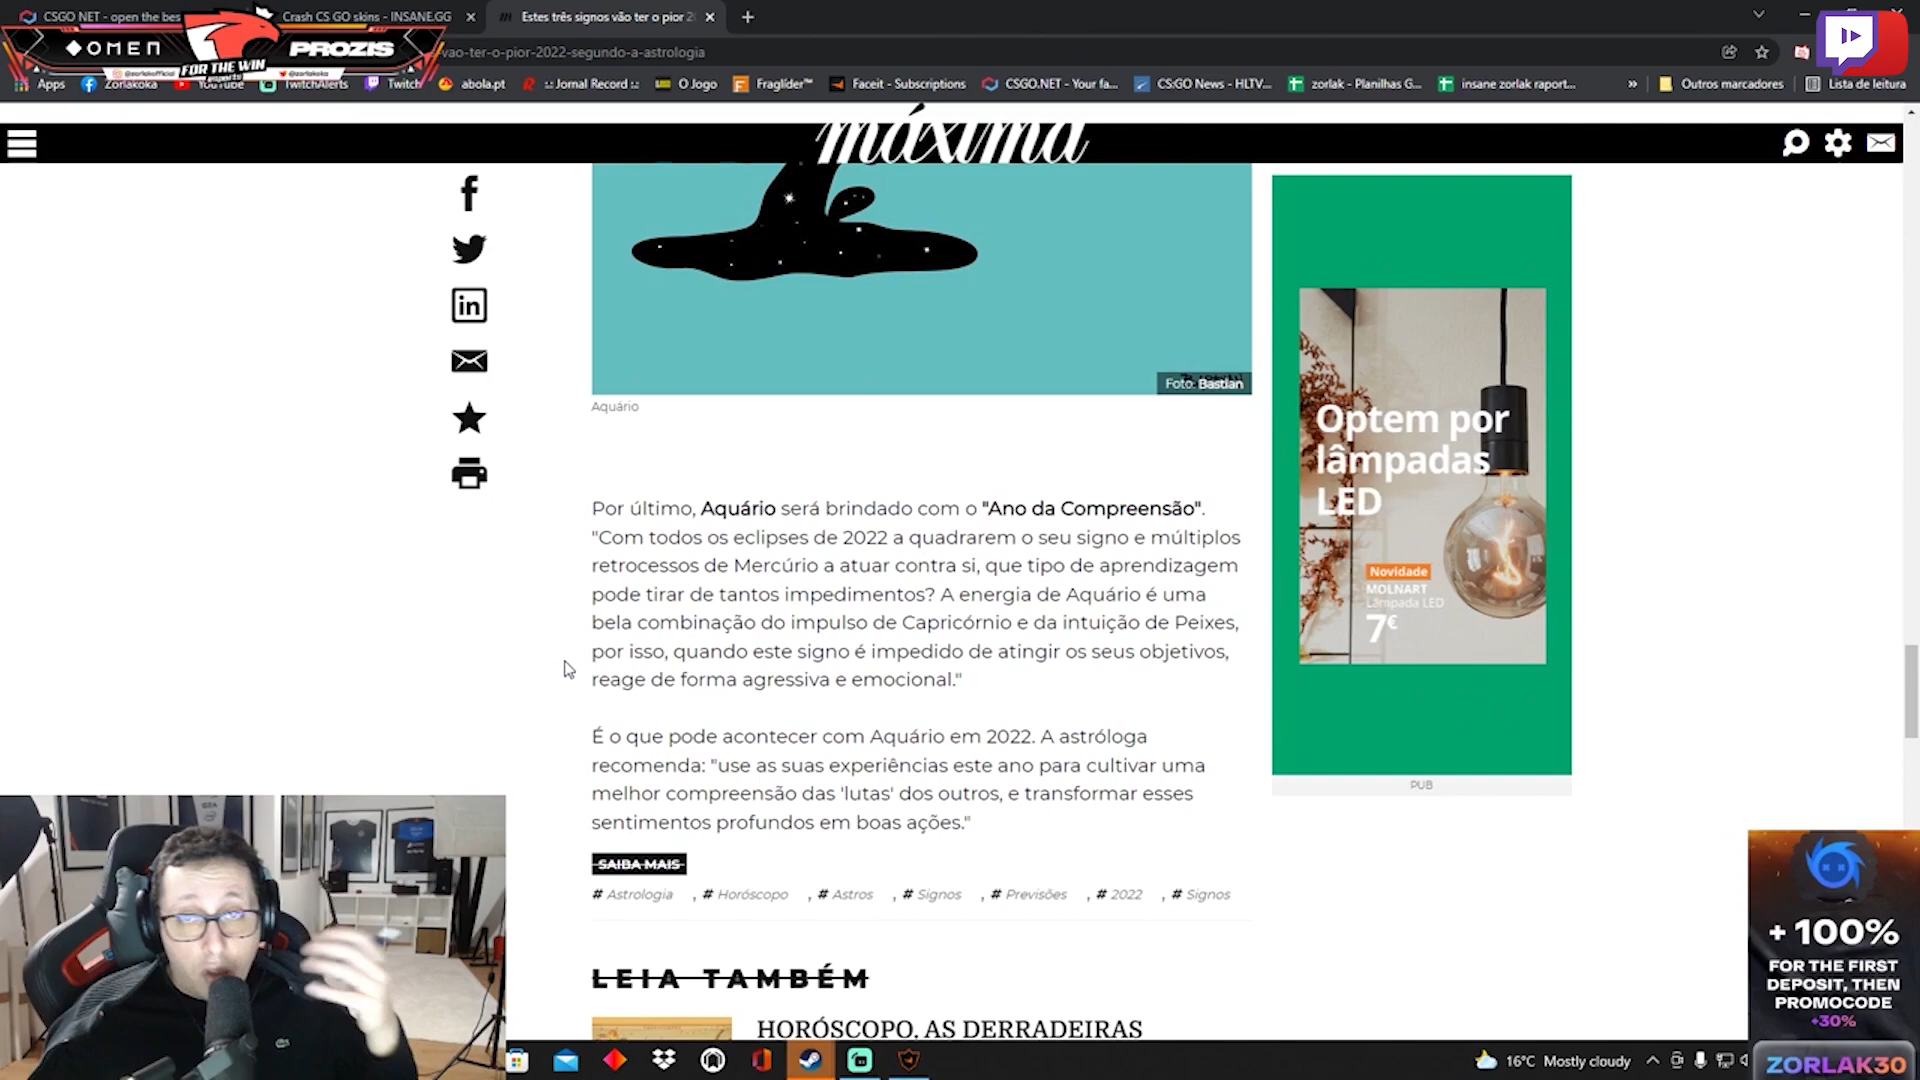 CSGO NET - open the bes
Crash CS GO skins - INSANE.GG
Estes três signos vão ter o pior 2
OMEN
FOR THE WIN
esports
PROZIS
@zorlakofficial
@zorlakoka
vao-ter-o-pior-2022-segundo-a-astrologia
Apps
Zorlakoka
YouTube
TwitchAlerts
Twitch
abola.pt
.::Jornal Record ::.
O Jogo
Fraglíder™
Faceit - Subscriptions
CSGO.NET - Your fa...
CS:GO News - HLTV...
zorlak - Planilhas G...
insane zorlak raport...
»
Outros marcadores
Lista de leitura
máxima
Foto: Bastian
Aquário
Por último, Aquário será brindado com o "Ano da Compreensão".
"Com todos os eclipses de 2022 a quadrarem o seu signo e múltiplos
retrocessos de Mercúrio a atuar contra si, que tipo de aprendizagem
pode tirar de tantos impedimentos? A energia de Aquário é uma
bela combinação do impulso de Capricórnio e da intuição de Peixes,
por isso, quando este signo é impedido de atingir os seus objetivos,
reage de forma agressiva e emocional."
É o que pode acontecer com Aquário em 2022. A astróloga
recomenda: "use as suas experiências este ano para cultivar uma
melhor compreensão das 'lutas' dos outros, e transformar esses
sentimentos profundos em boas ações."
SAIBA MAIS
# Astrologia , # Horóscopo , # Astros , # Signos , # Previsões , # 2022 , # Signos
LEIA TAMBÉM
HORÓSCOPO. AS DERRADEIRAS
Optem por
lâmpadas
LED
Novidade
MOLNART
Lâmpada LED
7€
PUB
+ 100%
FOR THE FIRST
DEPOSIT, THEN
PROMOCODE
+30%
ZORLAK30
16°C Mostly cloudy